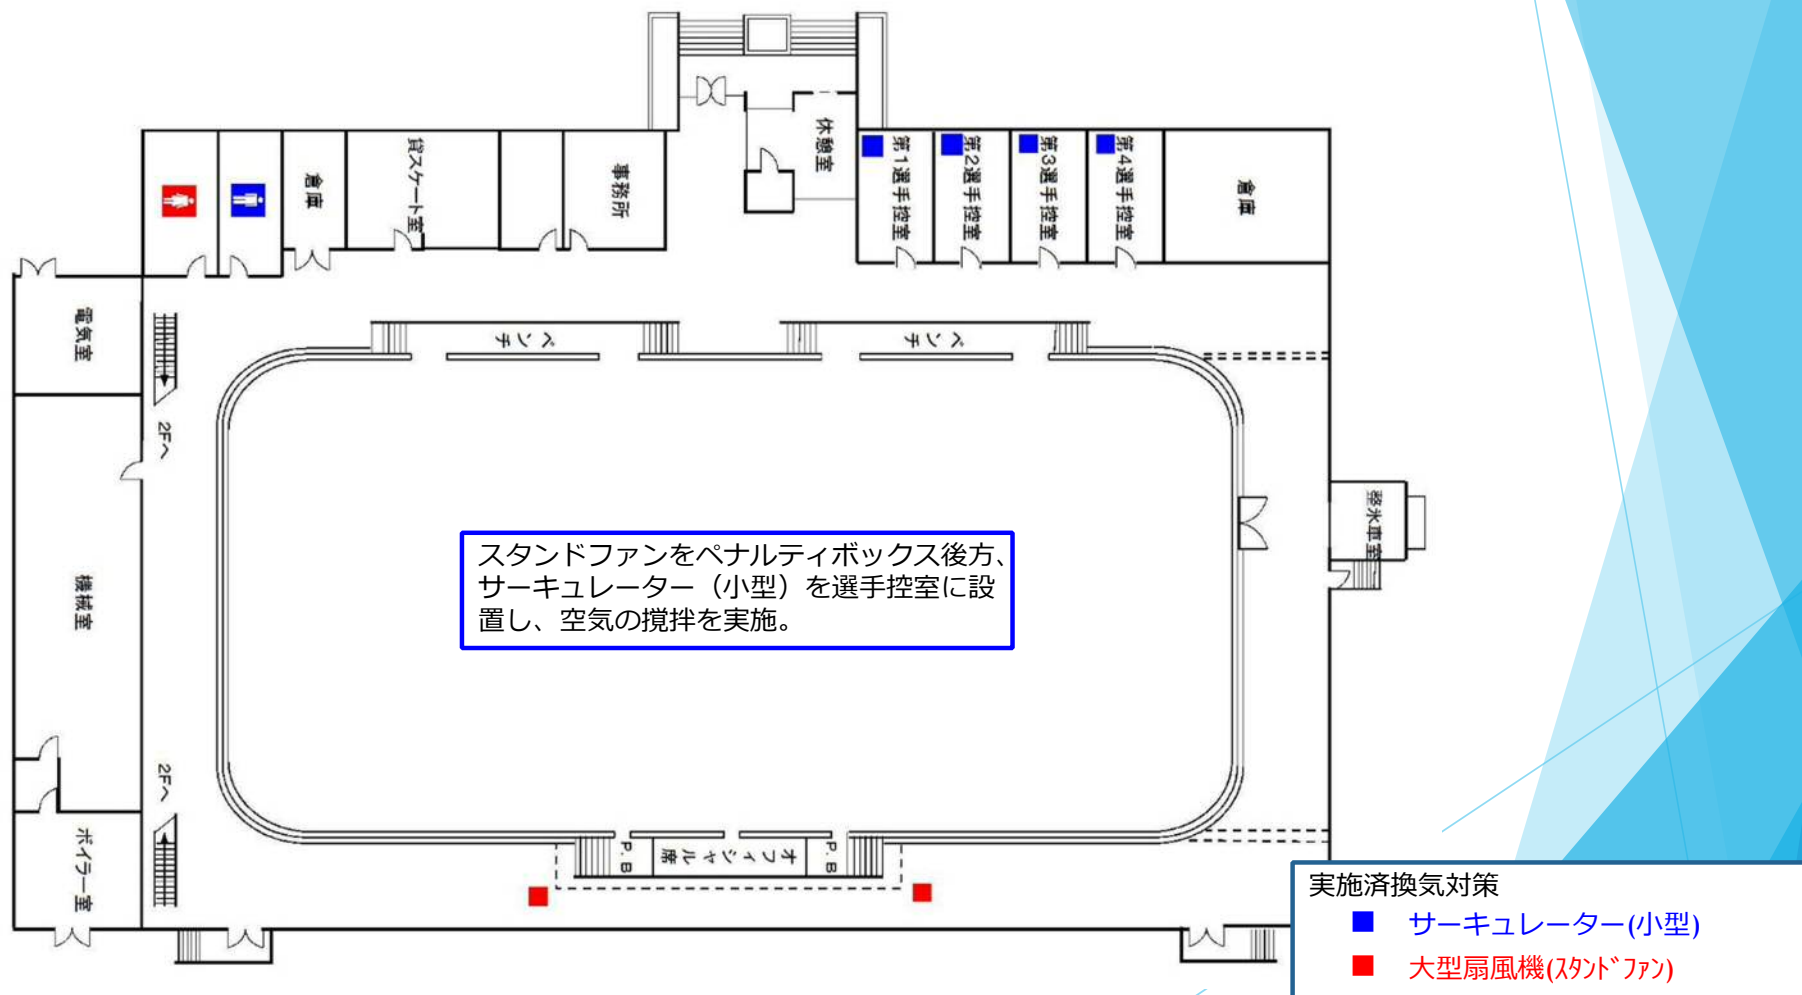 休憩室
第1選手控室
第2選手控室
第3選手控室
第4選手控室
倉庫
貸スケート室
事務所
倉庫
電気室
ベンチ
ベンチ
2Fへ
整氷車室
スタンドファンをペナルティボックス後方、
サーキュレーター（小型）を選手控室に設
置し、空気の撹拌を実施。
機械室
2Fへ
ボイラー室
P.B
オフィシャル席
P.B
実施済換気対策
サーキュレーター(小型)
大型扇風機(ｽﾀﾝﾄﾞﾌｧﾝ)